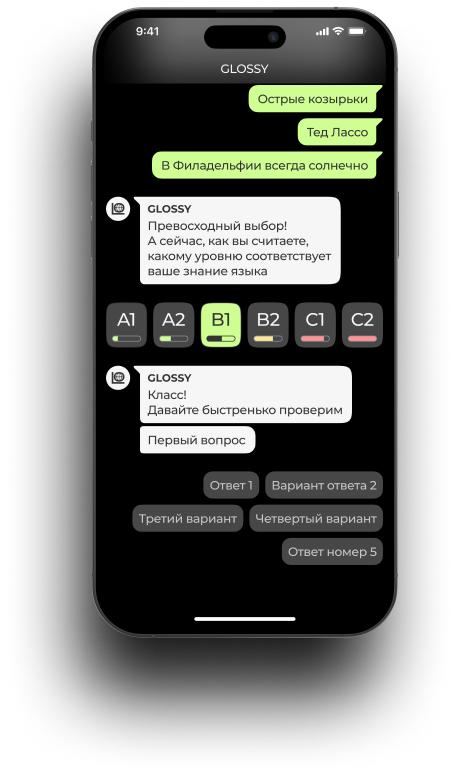 9:41
GLOSSY
Острые козырьки
Тед Лассо
В Филадельфии всегда солнечно
GLOSSY
Превосходный выбор!
А сейчас, как вы считаете,
какому уровню соответствует
ваше знание языка
A1 A2 B1 B2 C1 C2
GLOSSY
Класс!
Давайте быстренько проверим
Первый вопрос
Ответ 1 Вариант ответа 2
Третий вариант Четвертый вариант
Ответ номер 5